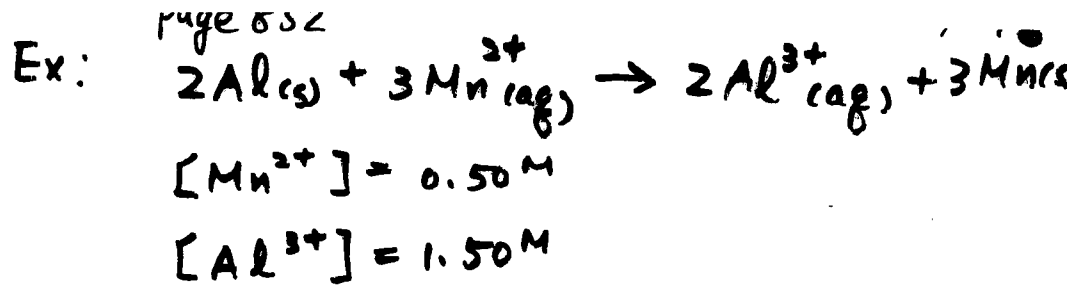 page 832
Ex: 2Al(s) + 3Mn²⁺(aq) → 2Al³⁺(aq) + 3Mn(s
[Mn²⁺] = 0.50 M
[Al³⁺] = 1.50 M